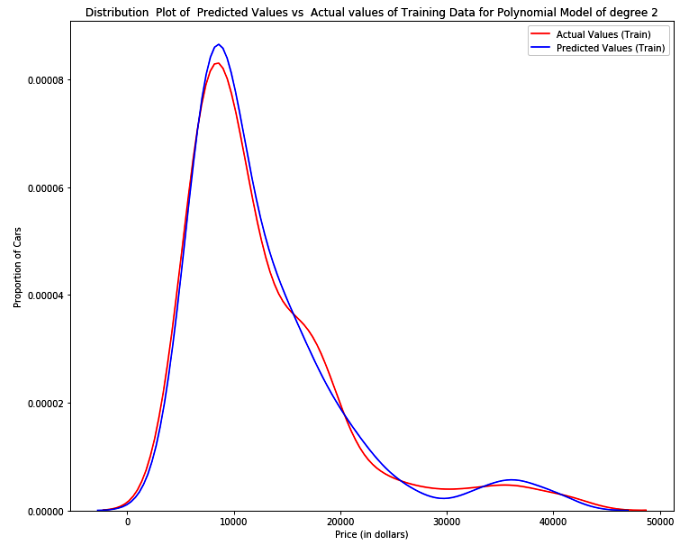 Distribution Plot of Predicted Values vs Actual values of Training Data for Polynomial Model of degree 2
Actual Values (Train)
Predicted Values (Train)
Proportion of Cars
0.00008
0.00006
0.00004
0.00002
0.00000
0 10000 20000 30000 40000 50000
Price (in dollars)